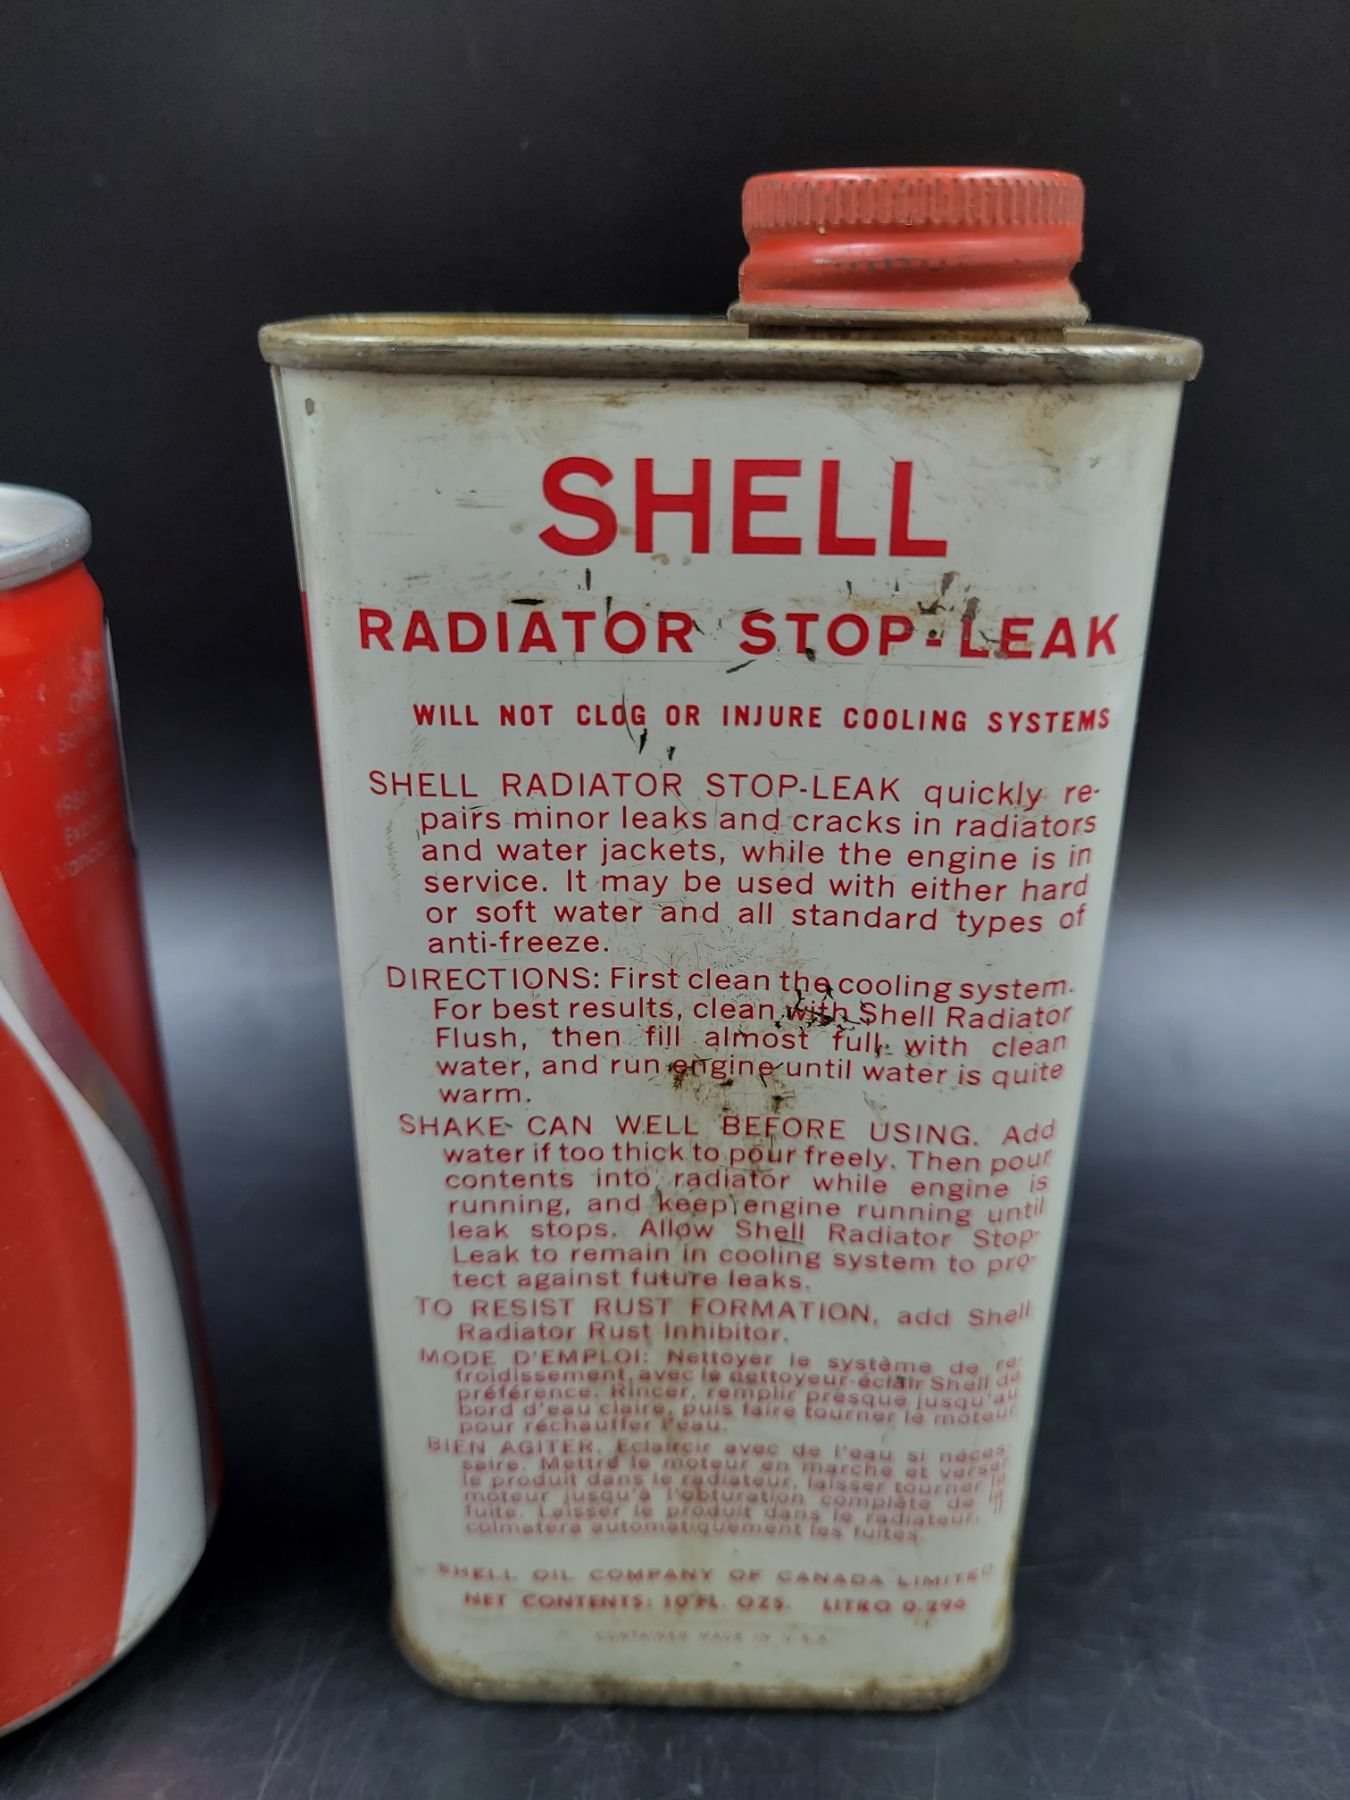 SHELL
RADIATOR STOP-LEAK
WILL NOT CLOG OR INJURE COOLING SYSTEMS
SHELL RADIATOR STOP-LEAK quickly re-
pairs minor leaks and cracks in radiators
and water jackets, while the engine is in
service. It may be used with either hard
or soft water and all standard types of
anti-freeze.
DIRECTIONS: First clean the cooling system.
For best results, clean with Shell Radiator
Flush, then fill almost full with clean
water, and run engine until water is quite
warm.
SHAKE CAN WELL BEFORE USING. Add
water if too thick to pour freely. Then pour
contents into radiator while engine is
running, and keep engine running until
leak stops. Allow Shell Radiator Stop-
Leak to remain in cooling system to pro-
tect against future leaks.
TO RESIST RUST FORMATION, add Shell
Radiator Rust Inhibitor.
MODE D'EMPLOI: Nettoyer le système de re-
froidissement avec le nettoyeur-éclair Shell de
préférence. Rincer, remplir presque jusqu'au
bord d'eau claire, puis faire tourner le moteur
pour réchauffer l'eau.
BIEN AGITER. Eclaircir avec de l'eau si néces-
saire. Mettre le moteur en marche et verser
le produit dans le radiateur, laisser tourner le
moteur jusqu'à l'obturation complète de la
fuite. Laisser le produit dans le radiateur. Il
colmatera automatiquement les fuites.
SHELL OIL COMPANY OF CANADA LIMITED
NET CONTENTS: 10 FL. OZS. LITRO 0.296
CONTAINER MADE IN U.S.A.
1986